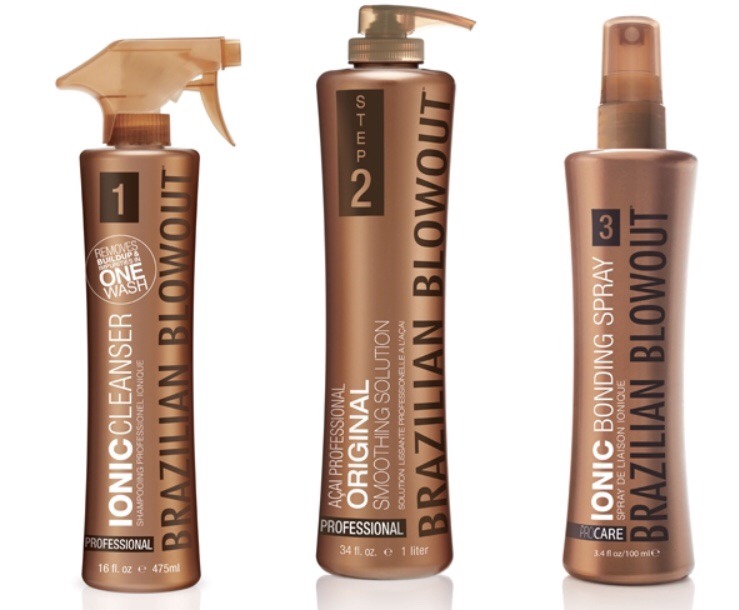 1
REMOVES
BUILDUP &
IMPURITIES IN
ONE
WASH
IONIC CLEANSER
SHAMPOOING PROFESSIONEL IONIQUE
BRAZILIAN BLOWOUT
PROFESSIONAL
16 fl. oz e 475ml
STEP
2
AÇAI PROFESSIONAL
ORIGINAL
SMOOTHING SOLUTION
SOLUTION LISSANTE PROFESSIONELLE A L'AÇAI
BRAZILIAN BLOWOUT
PROFESSIONAL
34 fl. oz. e 1 liter
3
IONIC BONDING SPRAY
SPRAY DE LIAISON IONIQUE
BRAZILIAN BLOWOUT
PROCARE
3.4 fl oz/100 ml e